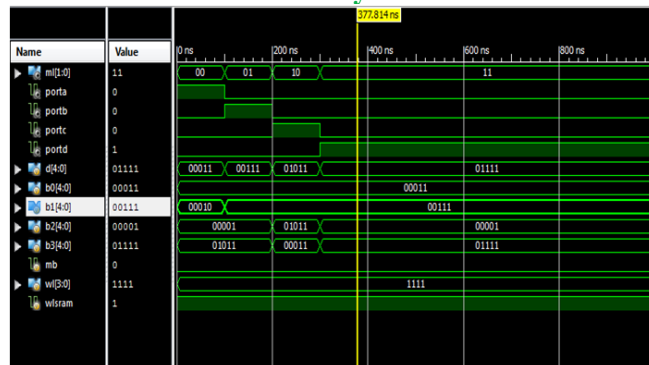 377.814 ns
Name Value 0 ns 200 ns 400 ns 600 ns 800 ns
ml[1:0] 11 00 01 10 11
porta 0
portb 0
portc 0
portd 1
d[4:0] 01111 00011 00111 01011 01111
b0[4:0] 00011 00011
b1[4:0] 00111 00010 00111
b2[4:0] 00001 00001 01011 00001
b3[4:0] 01111 01011 00011 01111
mb 0
wl[3:0] 1111 1111
wlsram 1